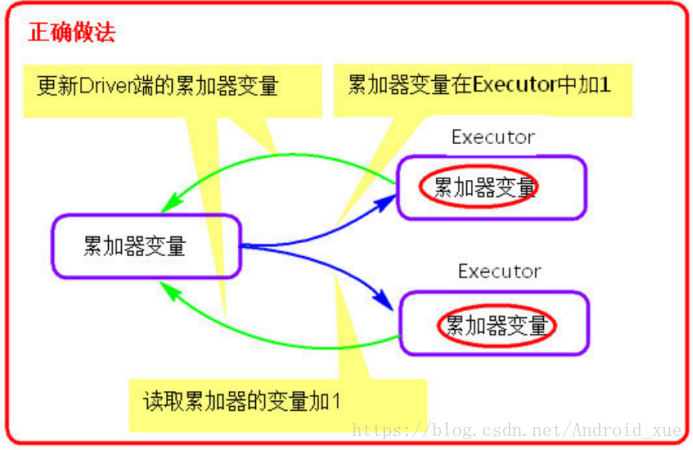 正确做法
更新Driver端的累加器变量
累加器变量在Executor中加1
Executor
累加器变量
累加器变量
Executor
累加器变量
读取累加器的变量加1
https://blog.csdn.net/Android_xue